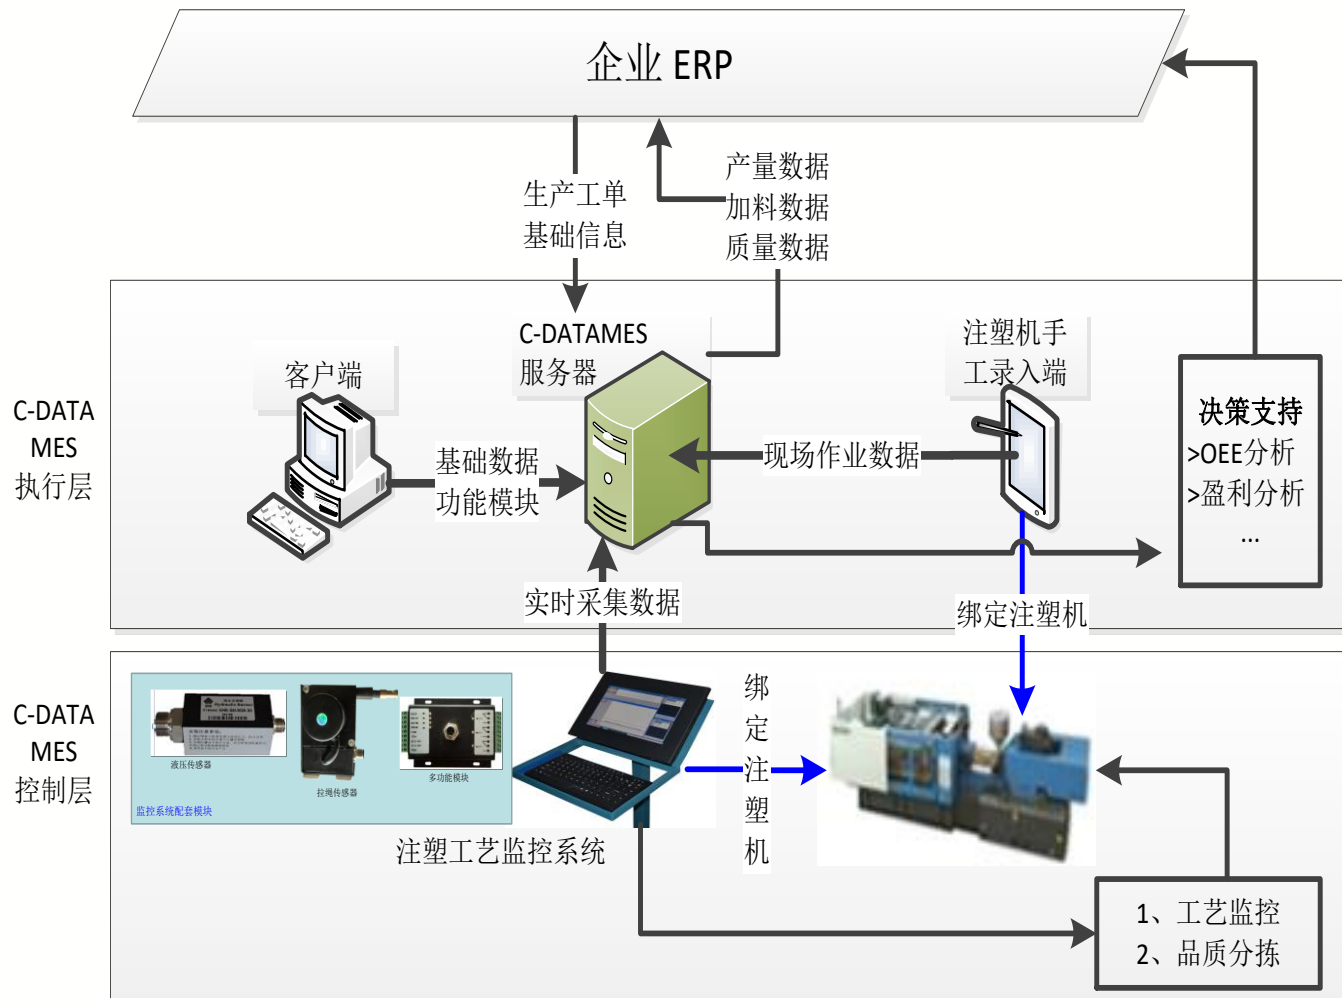 企业 ERP
生产工单
基础信息
产量数据
加料数据
质量数据
C-DATA
MES
执行层
客户端
C-DATAMES
服务器
注塑机手
工录入端
基础数据
功能模块
现场作业数据
决策支持
>OEE分析
>盈利分析
...
实时采集数据
绑定注塑机
C-DATA
MES
控制层
液压传感器
拉绳传感器
多功能模块
监控系统配套模块
注塑工艺监控系统
绑
定
注
塑
机
1、工艺监控
2、品质分拣